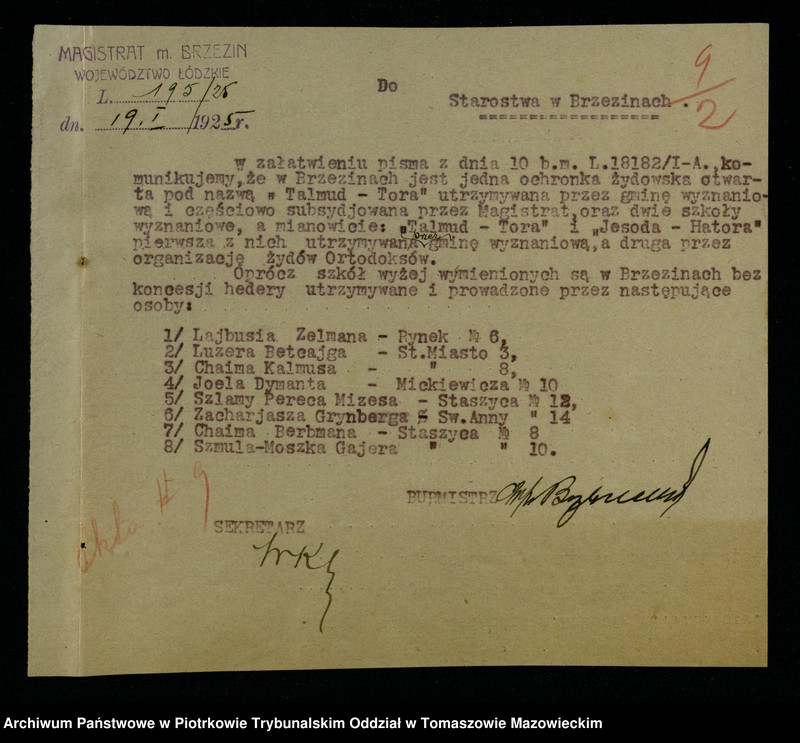 MAGISTRAT m. BRZEZIN
WOJEWÓDZTWO ŁÓDZKIE
L. 195/25
dn. 19.I 1925r.
Do
Starostwa w Brzezinach.
9/2
W załatwieniu pisma z dnia 10 b.m. L.18182/I-A., ko-
munikujemy, że w Brzezinach jest jedna ochronka żydowska otwar-
ta pod nazwą „ Talmud - Tora" utrzymywana przez gminę wyznanio-
wą i częściowo subsydjowana przez Magistrat, oraz dwie szkoły
wyznaniowe, a mianowicie: „Talmud - Tora" i „Jesoda - Hatora"
pierwsza z nich utrzymywana przez gminę wyznaniową, a druga przez
organizację żydów Ortodoksów.
Oprócz szkół wyżej wymienionych są w Brzezinach bez
koncesji hedery utrzymywane i prowadzone przez następujące
osoby:
1/ Lajbusia Zelmana - Rynek № 6,
2/ Luzera Betcajga - St.Miasto 3,
3/ Chaima Kalmusa - " 8,
4/ Joela Dymanta - Mickiewicza № 10
5/ Szlamy Pereca Mizesa - Staszyca № 12,
6/ Zacharjasza Grynberga - Sw.Anny " 14
7/ Chaima Berbmana - Staszyca № 8
8/ Szmula-Moszka Gajera " " 10.
BURMISTRZ
akta # 9
SEKRETARZ
Archiwum Państwowe w Piotrkowie Trybunalskim Oddział w Tomaszowie Mazowieckim